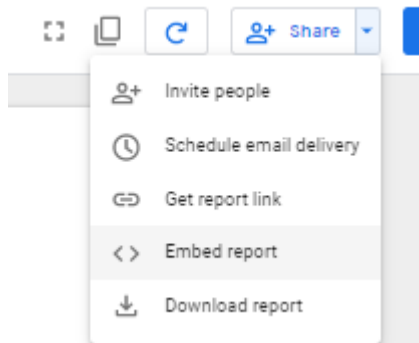 Share
Invite people
Schedule email delivery
Get report link
Embed report
Download report